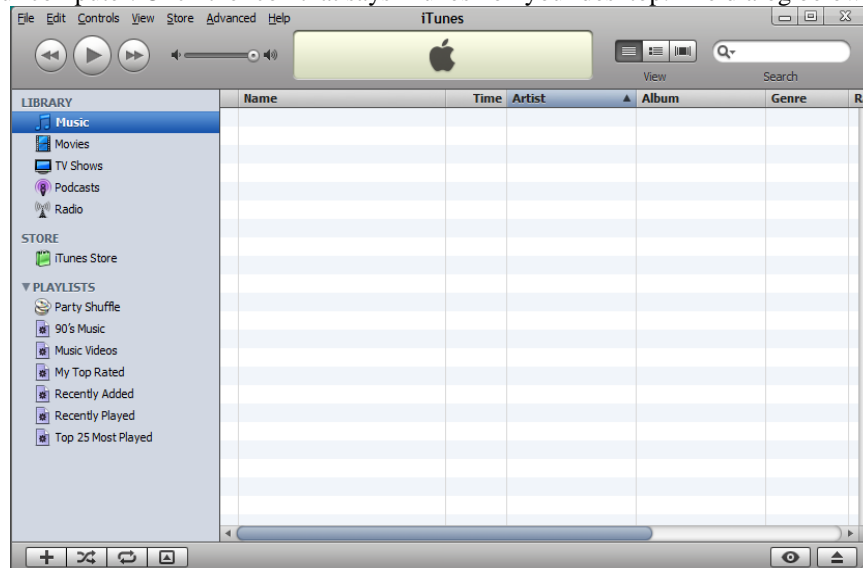 File Edit Controls View Store Advanced Help iTunes
View Search
LIBRARY Name Time Artist Album Genre
Music
Movies
TV Shows
Podcasts
Radio
STORE
iTunes Store
PLAYLISTS
Party Shuffle
90's Music
Music Videos
My Top Rated
Recently Added
Recently Played
Top 25 Most Played